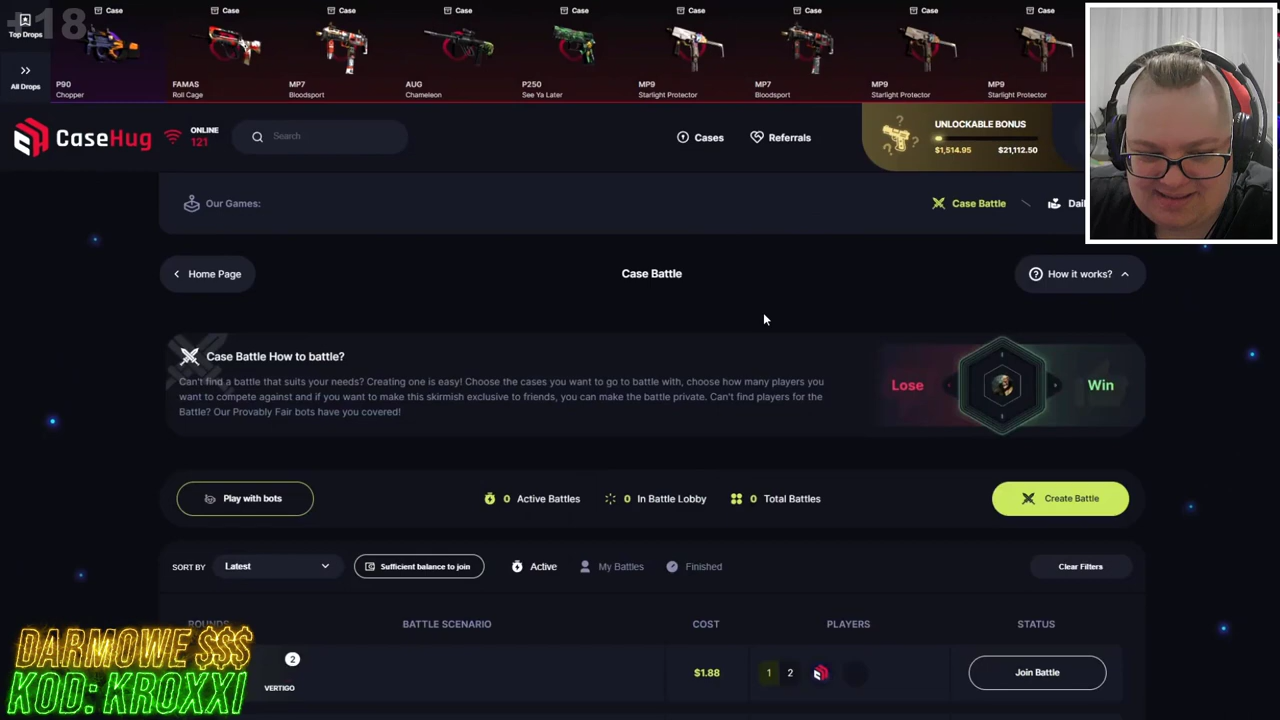 +18
Top Drops
All Drops
Case
P90
Chopper
Case
FAMAS
Roll Cage
Case
MP7
Bloodsport
Case
AUG
Chameleon
Case
P250
See Ya Later
Case
MP9
Starlight Protector
Case
MP7
Bloodsport
Case
MP9
Starlight Protector
Case
MP9
Starlight Protector
CaseHug
ONLINE
121
Search
Cases
Referrals
UNLOCKABLE BONUS
$1,514.95
$21,112.50
Our Games:
Case Battle
Home Page
Case Battle
How it works?
Case Battle How to battle?
Can't find a battle that suits your needs? Creating one is easy! Choose the cases you want to go to battle with, choose how many players you
want to compete against and if you want to make this skirmish exclusive to friends, you can make the battle private. Can't find players for the
Battle? Our Provably Fair bots have you covered!
Lose
Win
Play with bots
0 Active Battles
0 In Battle Lobby
0 Total Battles
Create Battle
SORT BY
Latest
Sufficient balance to join
Active
My Battles
Finished
Clear Filters
ROUNDS
BATTLE SCENARIO
COST
PLAYERS
STATUS
2
VERTIGO
$1.88
1
2
Join Battle
DARMOWE $$$
KOD: KROXXI